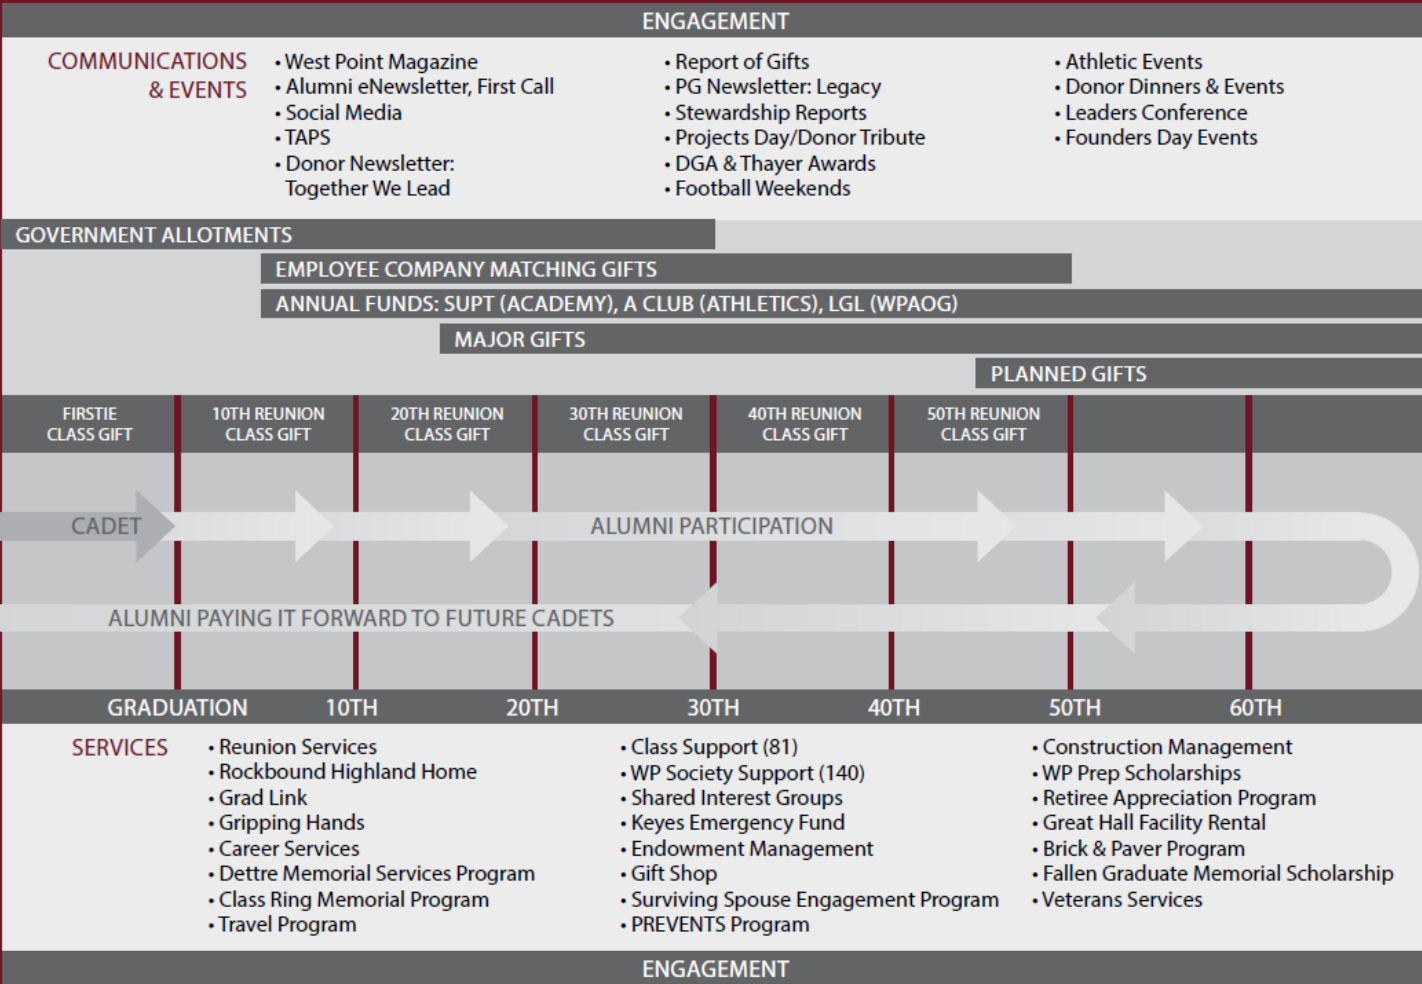 ENGAGEMENT
COMMUNICATIONS
& EVENTS
• West Point Magazine
• Alumni eNewsletter, First Call
• Social Media
• TAPS
• Donor Newsletter:
Together We Lead
• Report of Gifts
• PG Newsletter: Legacy
• Stewardship Reports
• Projects Day/Donor Tribute
• DGA & Thayer Awards
• Football Weekends
• Athletic Events
• Donor Dinners & Events
• Leaders Conference
• Founders Day Events
GOVERNMENT ALLOTMENTS
EMPLOYEE COMPANY MATCHING GIFTS
ANNUAL FUNDS: SUPT (ACADEMY), A CLUB (ATHLETICS), LGL (WPAOG)
MAJOR GIFTS
PLANNED GIFTS
FIRSTIE
CLASS GIFT
10TH REUNION
CLASS GIFT
20TH REUNION
CLASS GIFT
30TH REUNION
CLASS GIFT
40TH REUNION
CLASS GIFT
50TH REUNION
CLASS GIFT
CADET
ALUMNI PARTICIPATION
ALUMNI PAYING IT FORWARD TO FUTURE CADETS
GRADUATION
10TH
20TH
30TH
40TH
50TH
60TH
SERVICES
• Reunion Services
• Rockbound Highland Home
• Grad Link
• Gripping Hands
• Career Services
• Dettre Memorial Services Program
• Class Ring Memorial Program
• Travel Program
• Class Support (81)
• WP Society Support (140)
• Shared Interest Groups
• Keyes Emergency Fund
• Endowment Management
• Gift Shop
• Surviving Spouse Engagement Program
• PREVENTS Program
• Construction Management
• WP Prep Scholarships
• Retiree Appreciation Program
• Great Hall Facility Rental
• Brick & Paver Program
• Fallen Graduate Memorial Scholarship
• Veterans Services
ENGAGEMENT